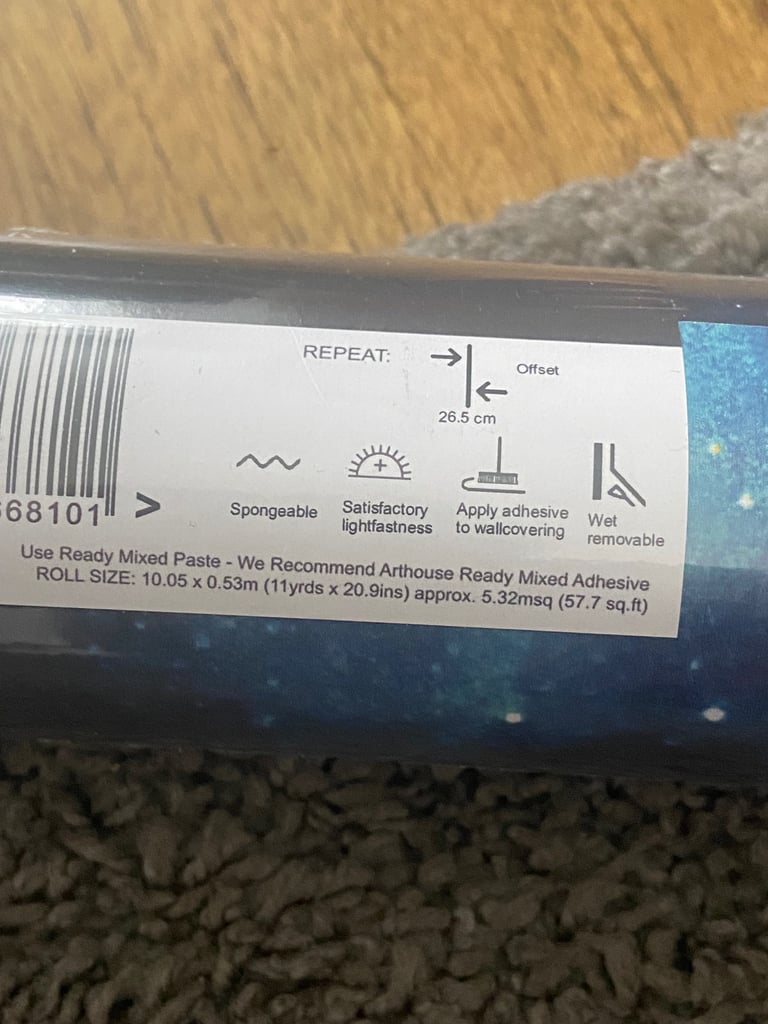 REPEAT:
Offset
26.5 cm
68101 >
Spongeable
Satisfactory
lightfastness
Apply adhesive
to wallcovering
Wet
removable
Use Ready Mixed Paste - We Recommend Arthouse Ready Mixed Adhesive
ROLL SIZE: 10.05 x 0.53m (11yrds x 20.9ins) approx. 5.32msq (57.7 sq.ft)